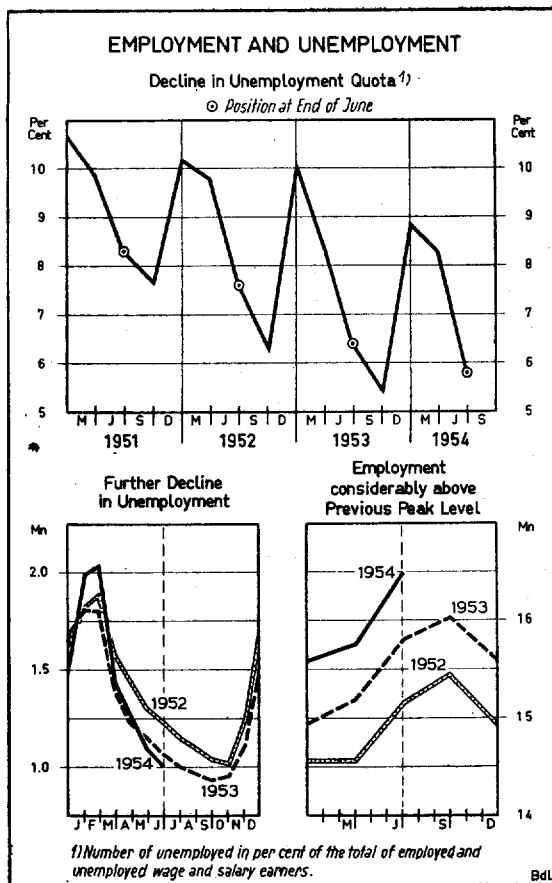 EMPLOYMENT AND UNEMPLOYMENT
Decline in Unemployment Quota 1)
⊙ Position at End of June
Per Cent
Per Cent
10 10
9 9
8 8
7 7
6 6
5 5
M J S D M J S D M J S D M J S
1951 1952 1953 1954
Further Decline
in Unemployment
Mn
2.0
1.5
1.0
1952
1954
1953
J F M A M J J A S O N D
Employment
considerably above
Previous Peak Level
Mn
16
15
14
1954
1953
1952
M J S D
1) Number of unemployed in per cent of the total of employed and
unemployed wage and salary earners.
BdL